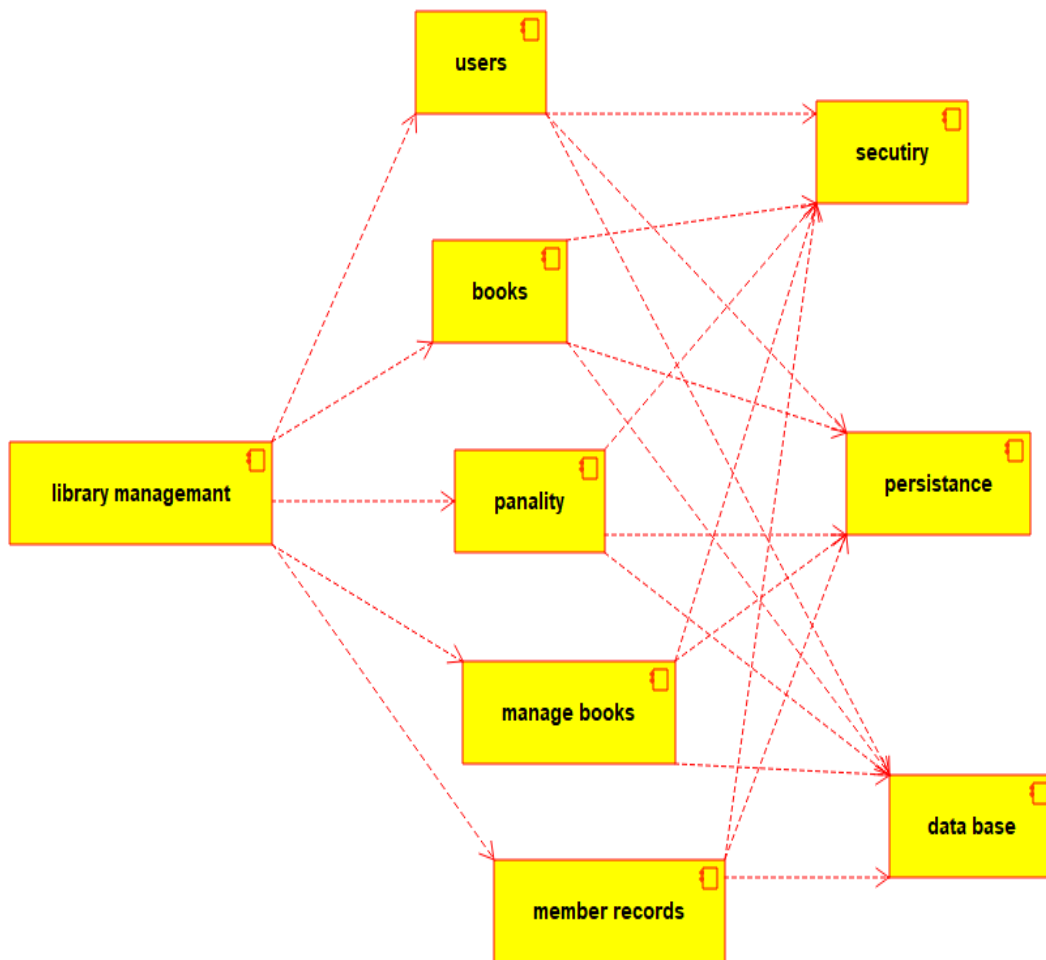 users
secutiry
books
library managemant
panality
persistance
manage books
data base
member records